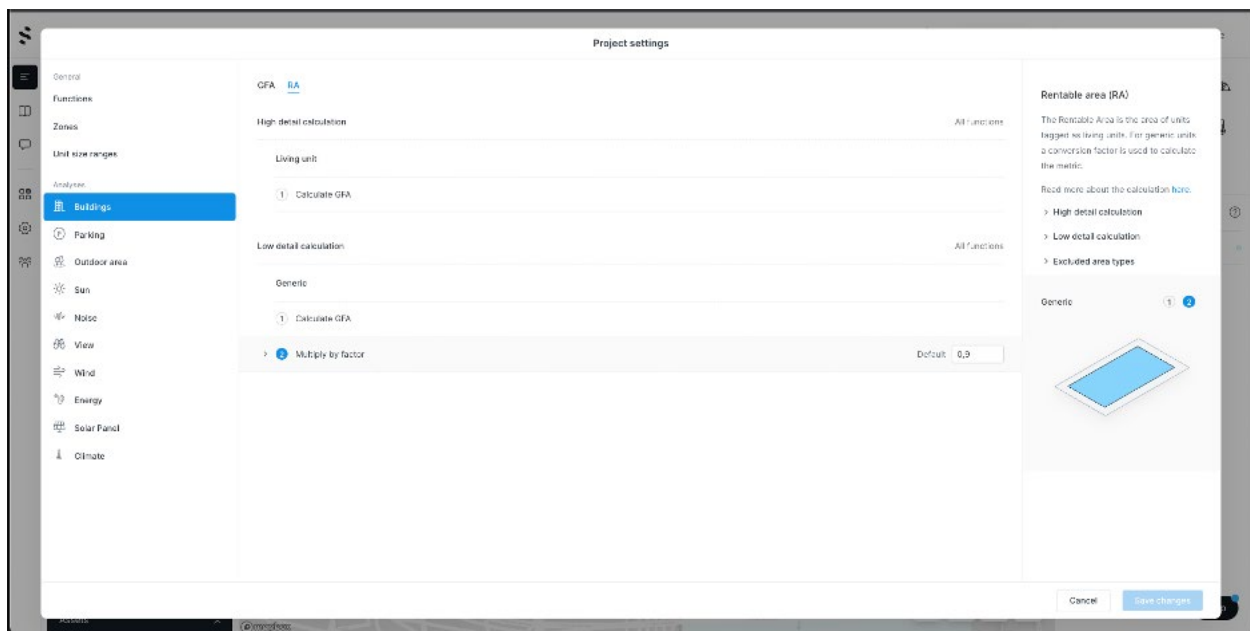 Project settings
General
Functions
Zones
Unit size ranges
Analyses
Buildings
Parking
Outdoor area
Sun
Noise
View
Wind
Energy
Solar Panel
Climate
GFA RA
High detail calculation All functions
Living unit
1 Calculate GFA
Low detail calculation All functions
Generic
1 Calculate GFA
2 Multiply by factor Default 0,9
Rentable area (RA)
The Rentable Area is the area of units
tagged as living units. For generic units
a conversion factor is used to calculate
the metric.
Read more about the calculation here.
High detail calculation
Low detail calculation
Excluded area types
Generic 1 2
Cancel Save changes
Assets